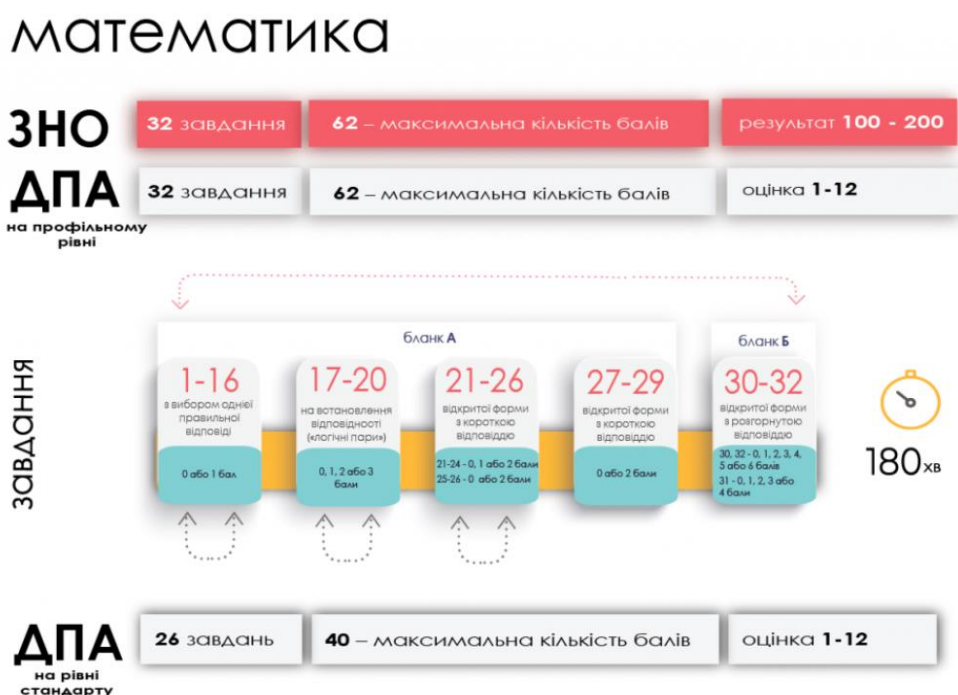 математика
ЗНО
32 завдання
62 – максимальна кількість балів
результат 100 - 200
ДПА
на профільному
рівні
32 завдання
62 – максимальна кількість балів
оцінка 1-12
завдання
бланк А
бланк Б
1-16
з вибором однієї
правильної
відповіді
0 або 1 бал
17-20
на встановлення
відповідності
(«логічні пари»)
0, 1, 2 або 3
бали
21-26
відкритої форми
з короткою
відповіддю
21-24 - 0, 1 або 2 бали
25-26 - 0 або 2 бали
27-29
відкритої форми
з короткою
відповіддю
0 або 2 бали
30-32
відкритої форми
з розгорнутою
відповіддю
30, 32 - 0, 1, 2, 3, 4,
5 або 6 балів
31 - 0, 1, 2, 3 або
4 бали
180 хв
ДПА
на рівні
стандарту
26 завдань
40 – максимальна кількість балів
оцінка 1-12